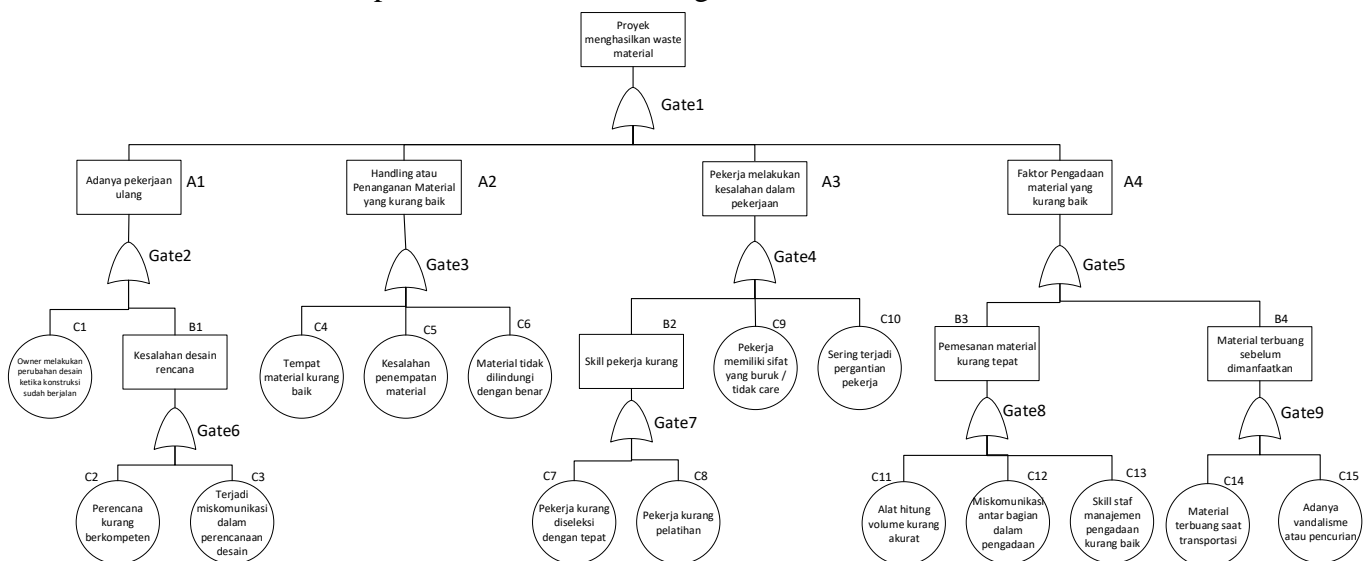 Proyek
menghasilkan waste
material
Gate1
Adanya pekerjaan
ulang
A1
Handling atau
Penanganan Material
yang kurang baik
A2
Pekerja melakukan
kesalahan dalam
pekerjaan
A3
Faktor Pengadaan
material yang
kurang baik
A4
Gate2
Gate3
Gate4
Gate5
C1
Owner melakukan
perubahan desain
ketika konstruksi
sudah berjalan
B1
Kesalahan desain
rencana
C4
Tempat
material kurang
baik
C5
Kesalahan
penempatan
material
C6
Material tidak
dilindungi
dengan benar
B2
Skill pekerja kurang
C9
Pekerja
memiliki sifat
yang buruk /
tidak care
C10
Sering terjadi
pergantian
pekerja
B3
Pemesanan material
kurang tepat
B4
Material terbuang
sebelum
dimanfaatkan
Gate6
Gate7
Gate8
Gate9
C2
Perencana
kurang
berkompeten
C3
Terjadi
miskomunikasi
dalam
perencanaan
desain
C7
Pekerja kurang
diseleksi
dengan tepat
C8
Pekerja kurang
pelatihan
C11
Alat hitung
volume kurang
akurat
C12
Miskomunikasi
antar bagian
dalam
pengadaan
C13
Skill staf
manajemen
pengadaan
kurang baik
C14
Material
terbuang saat
transportasi
C15
Adanya
vandalisme
atau pencurian